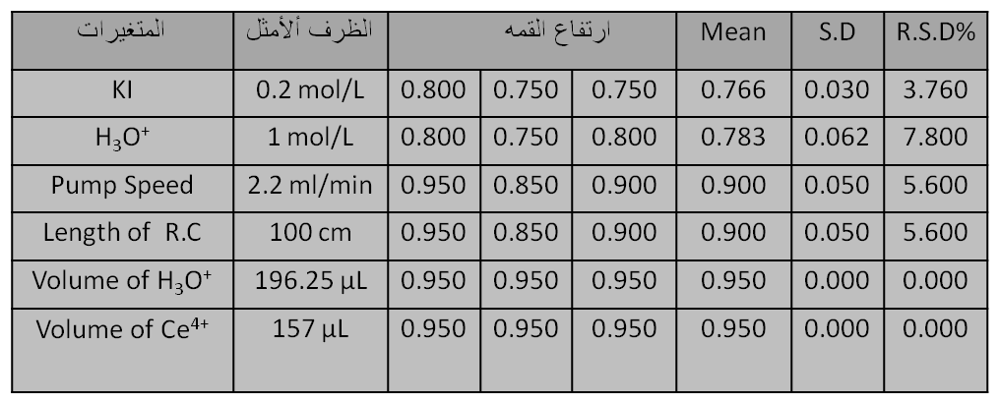 المتغيرات الظرف ألأمثل ارتفاع القمه Mean S.D R.S.D%
KI 0.2 mol/L 0.800 0.750 0.750 0.766 0.030 3.760
H₃O⁺ 1 mol/L 0.800 0.750 0.800 0.783 0.062 7.800
Pump Speed 2.2 ml/min 0.950 0.850 0.900 0.900 0.050 5.600
Length of R.C 100 cm 0.950 0.850 0.900 0.900 0.050 5.600
Volume of H₃O⁺ 196.25 µL 0.950 0.950 0.950 0.950 0.000 0.000
Volume of Ce⁴⁺ 157 µL 0.950 0.950 0.950 0.950 0.000 0.000